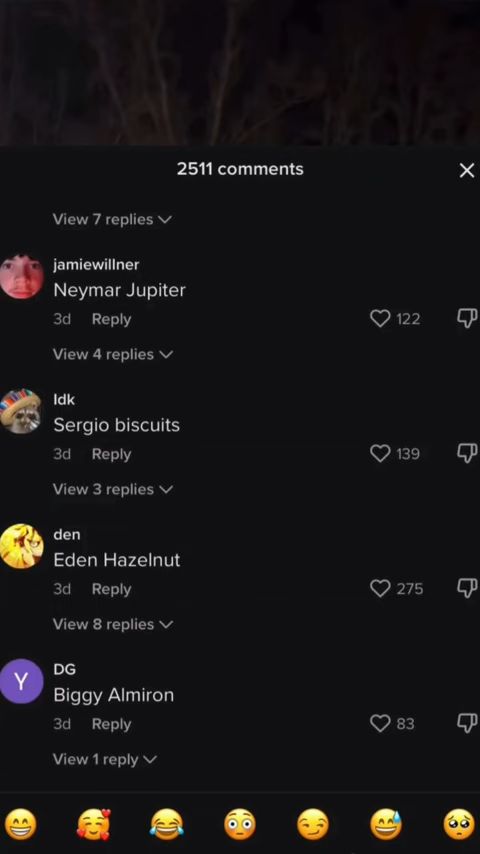 2511 comments
View 7 replies
jamiewillner
Neymar Jupiter
3d Reply 122
View 4 replies
ldk
Sergio biscuits
3d Reply 139
View 3 replies
den
Eden Hazelnut
3d Reply 275
View 8 replies
Y
DG
Biggy Almiron
3d Reply 83
View 1 reply